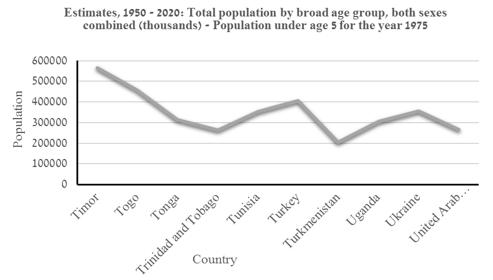 Estimates, 1950 - 2020: Total population by broad age group, both sexes
combined (thousands) - Population under age 5 for the year 1975
Population
600000
500000
400000
300000
200000
100000
0
Timor
Togo
Tonga
Trinidad and Tobago
Tunisia
Turkey
Turkmenistan
Uganda
Ukraine
United Arab…
Country